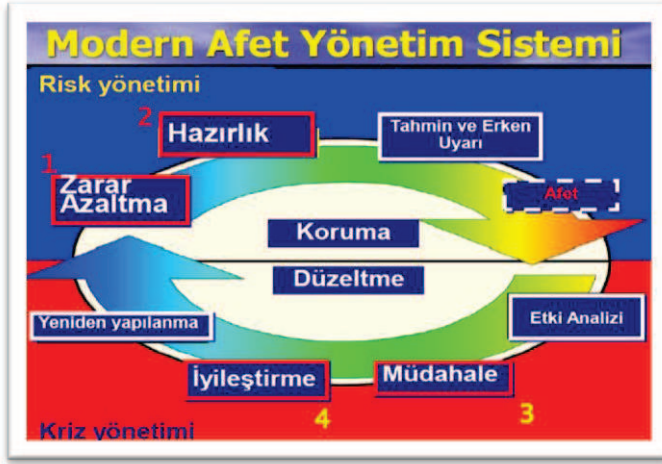 Modern Afet Yönetim Sistemi
Risk yönetimi
2
Hazırlık
Tahmin ve Erken
Uyarı
1
Zarar
Azaltma
Afet
Koruma
Düzeltme
Yeniden yapılanma
Etki Analizi
İyileştirme
Müdahale
4
3
Kriz yönetimi